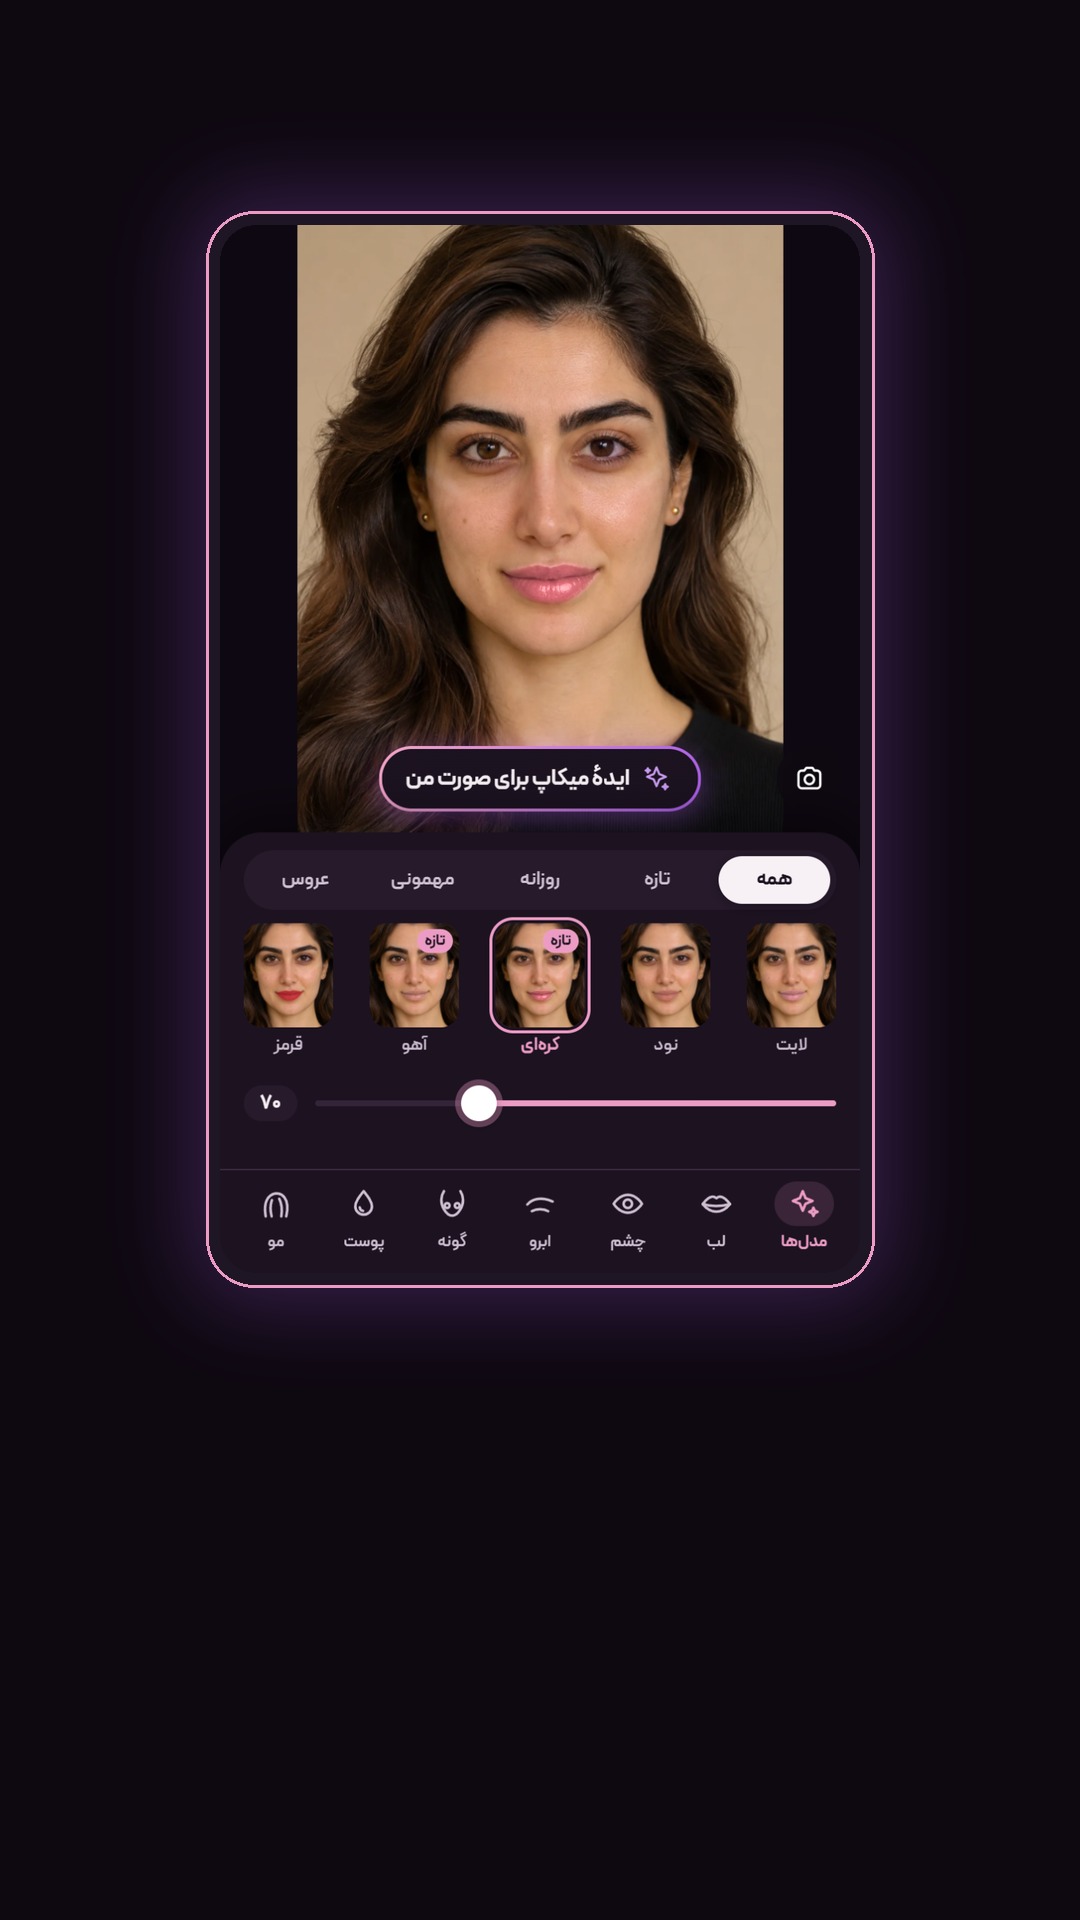 ایدهٔ میکاپ برای صورت من
همه تازه روزانه مهمونی عروس
تازه تازه
لایت نود کره‌ای آهو قرمز
۷۰
مدل‌ها لب چشم ابرو گونه پوست مو